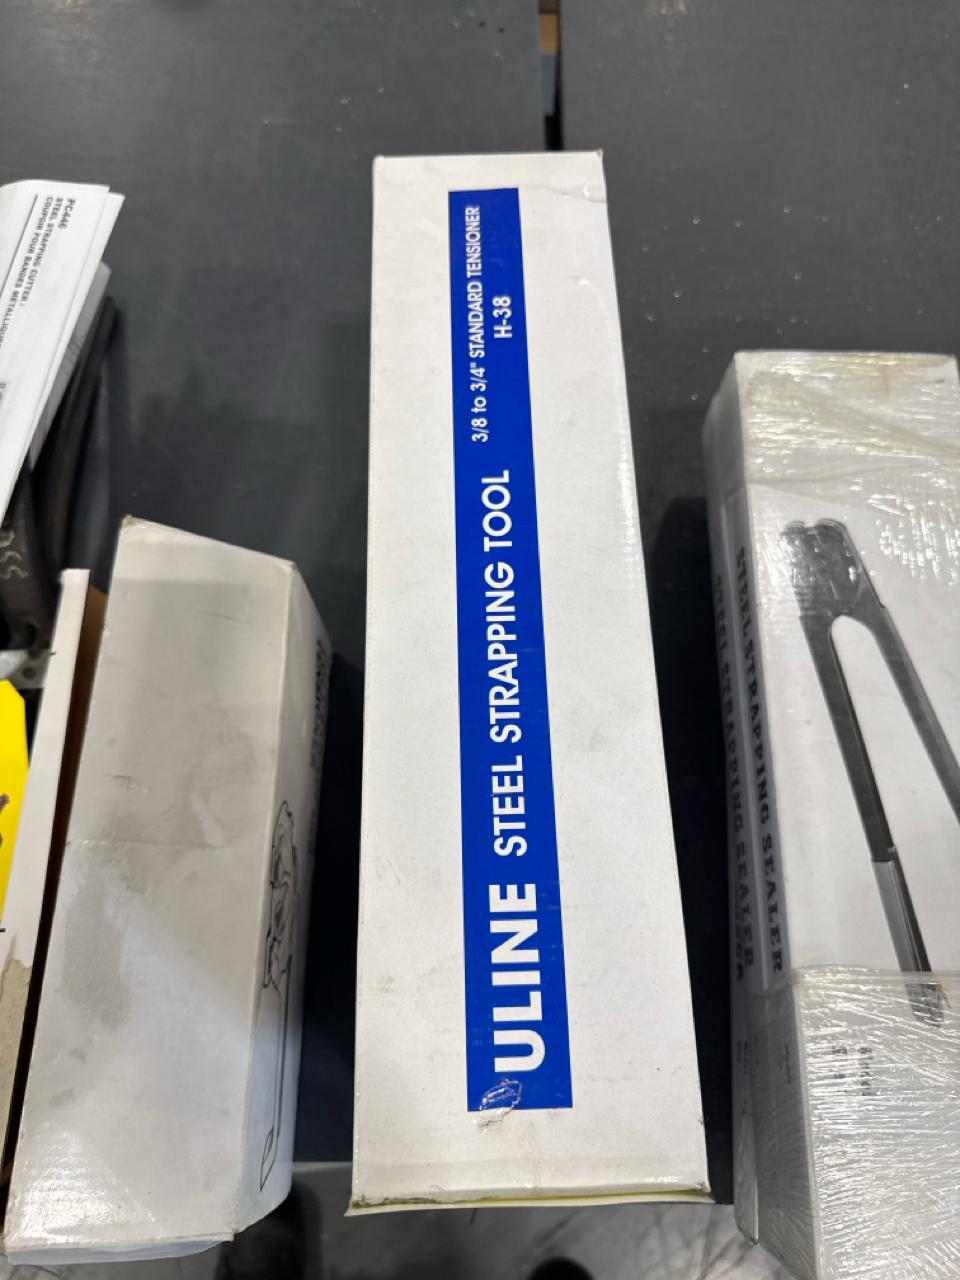 PC446
STEEL STRAPPING CUTTER /
ULINE STEEL STRAPPING TOOL
3/8 to 3/4" STANDARD TENSIONER
H-38
STEEL STRAPPING SEALER
STEEL STRAPPING SEALER